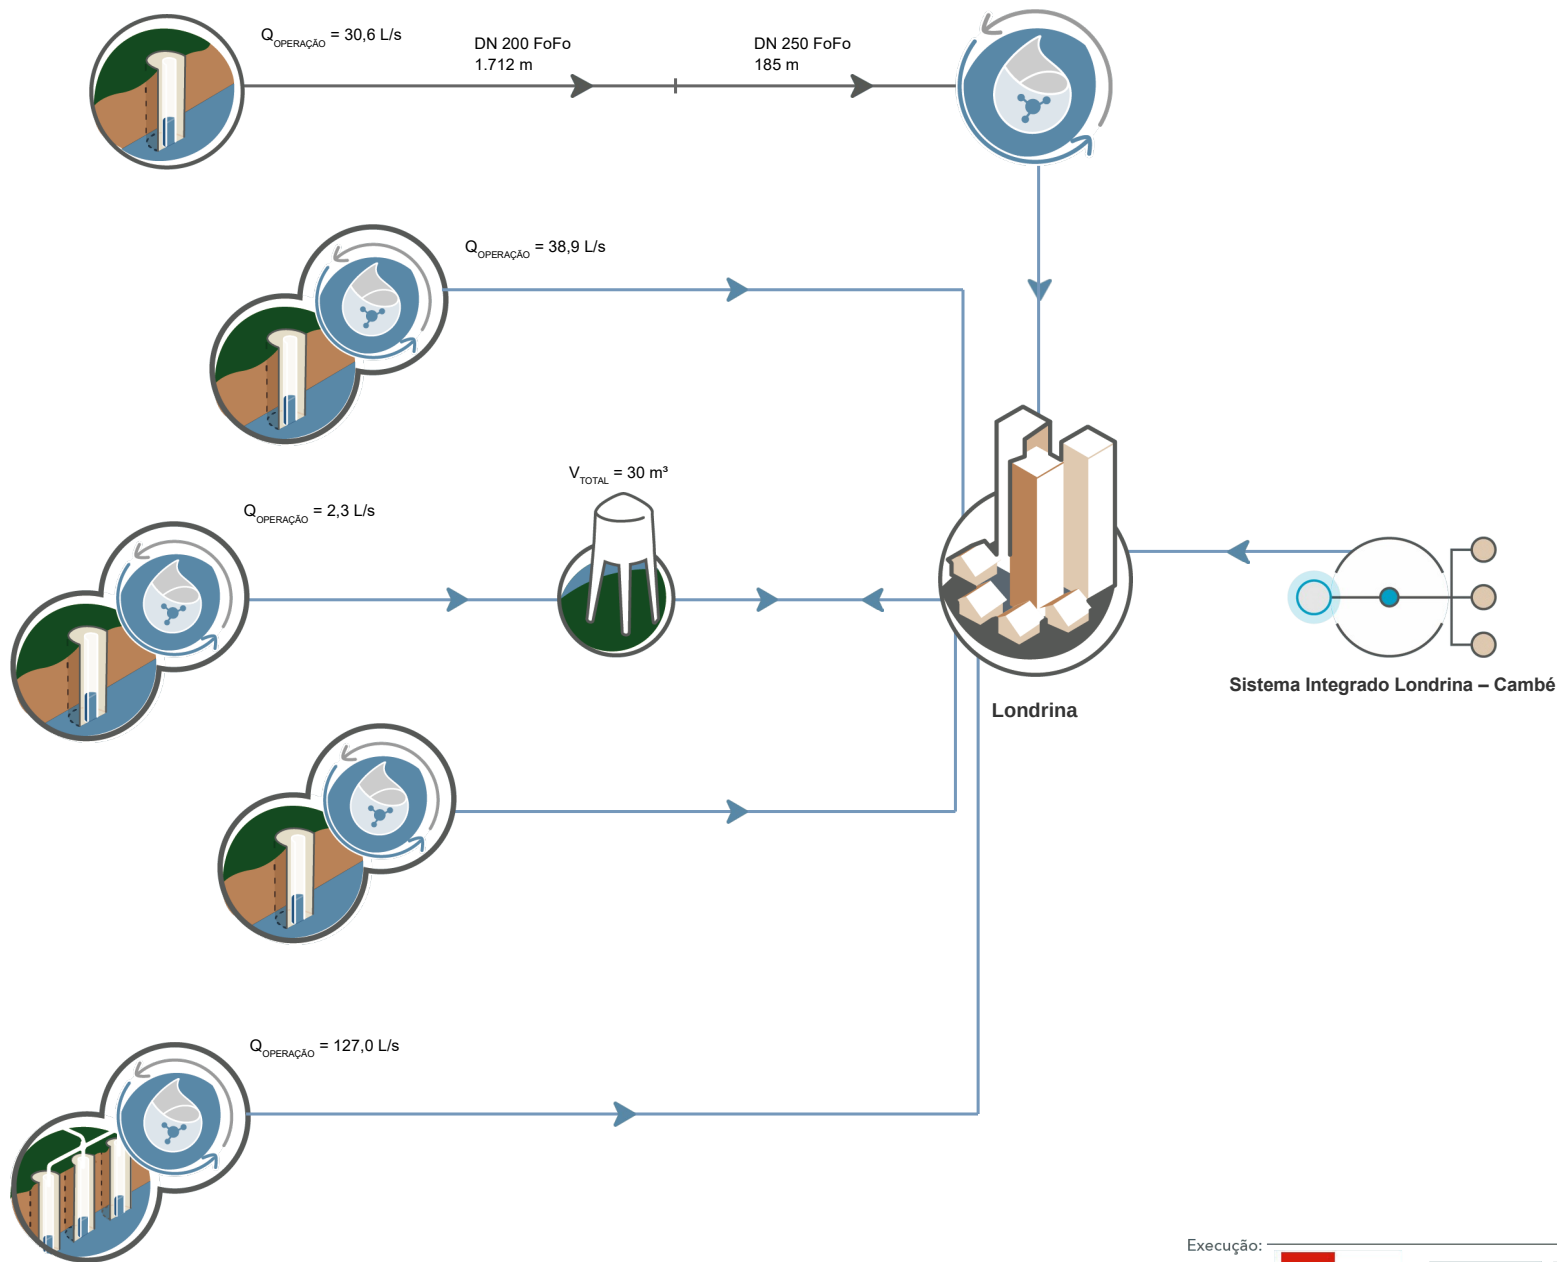 Q_OPERAÇÃO = 30,6 L/s
DN 200 FoFo
1.712 m
DN 250 FoFo
185 m
Q_OPERAÇÃO = 38,9 L/s
V_TOTAL = 30 m³
Q_OPERAÇÃO = 2,3 L/s
Sistema Integrado Londrina – Cambé
Londrina
Q_OPERAÇÃO = 127,0 L/s
Execução: